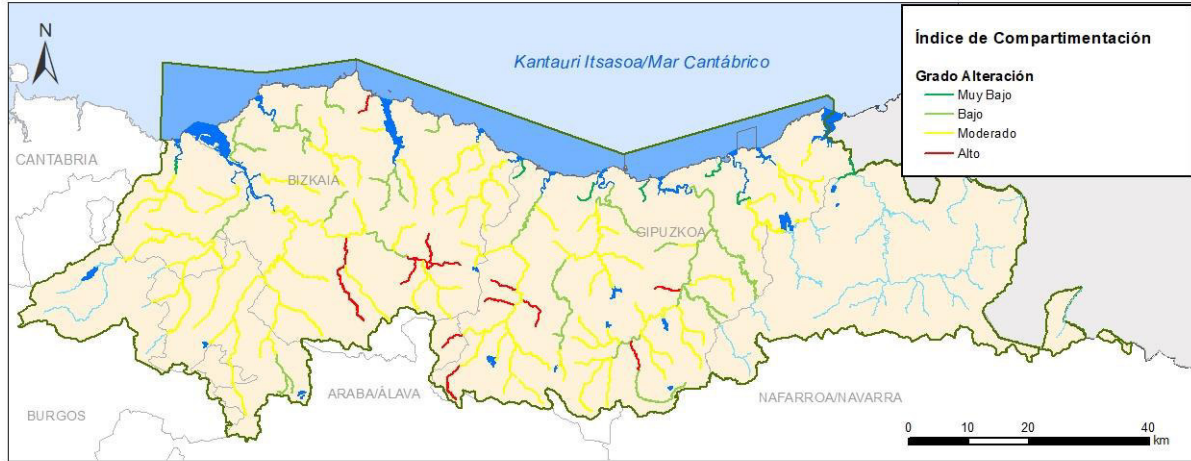 Índice de Compartimentación
Grado Alteración
Muy Bajo
Bajo
Moderado
Alto
N
Kantauri Itsasoa/Mar Cantábrico
CANTABRIA
BIZKAIA
GIPUZKOA
ARABA/ÁLAVA
NAFARROA/NAVARRA
BURGOS
0 10 20 40
km